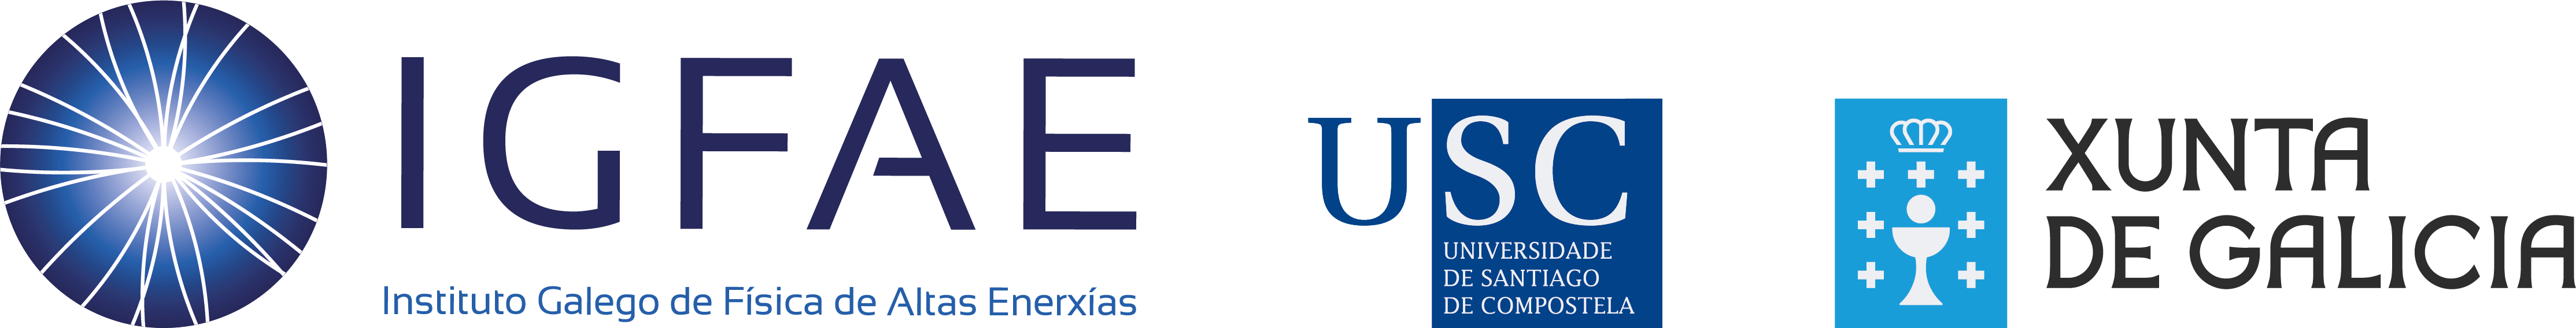 IGFAE
Instituto Galego de Física de Altas Enerxías
USC
UNIVERSIDADE
DE SANTIAGO
DE COMPOSTELA
XUNTA
DE GALICIA